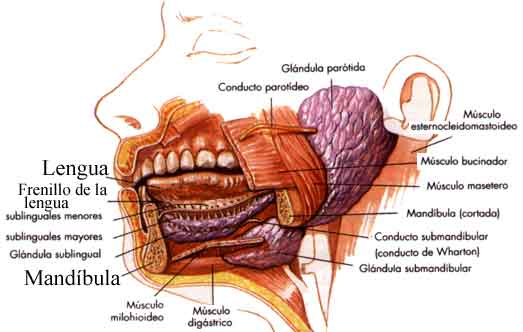 Glándula parótida
Conducto parotídeo
Músculo
esternocleidomastoideo
Músculo bucinador
Músculo masetero
Mandíbula (cortada)
Conducto submandibular
(conducto de Wharton)
Glándula submandibular
Lengua
Frenillo de la
lengua
sublinguales menores
sublinguales mayores
Glándula sublingual
Mandíbula
Músculo
milohioideo
Músculo
digástrico